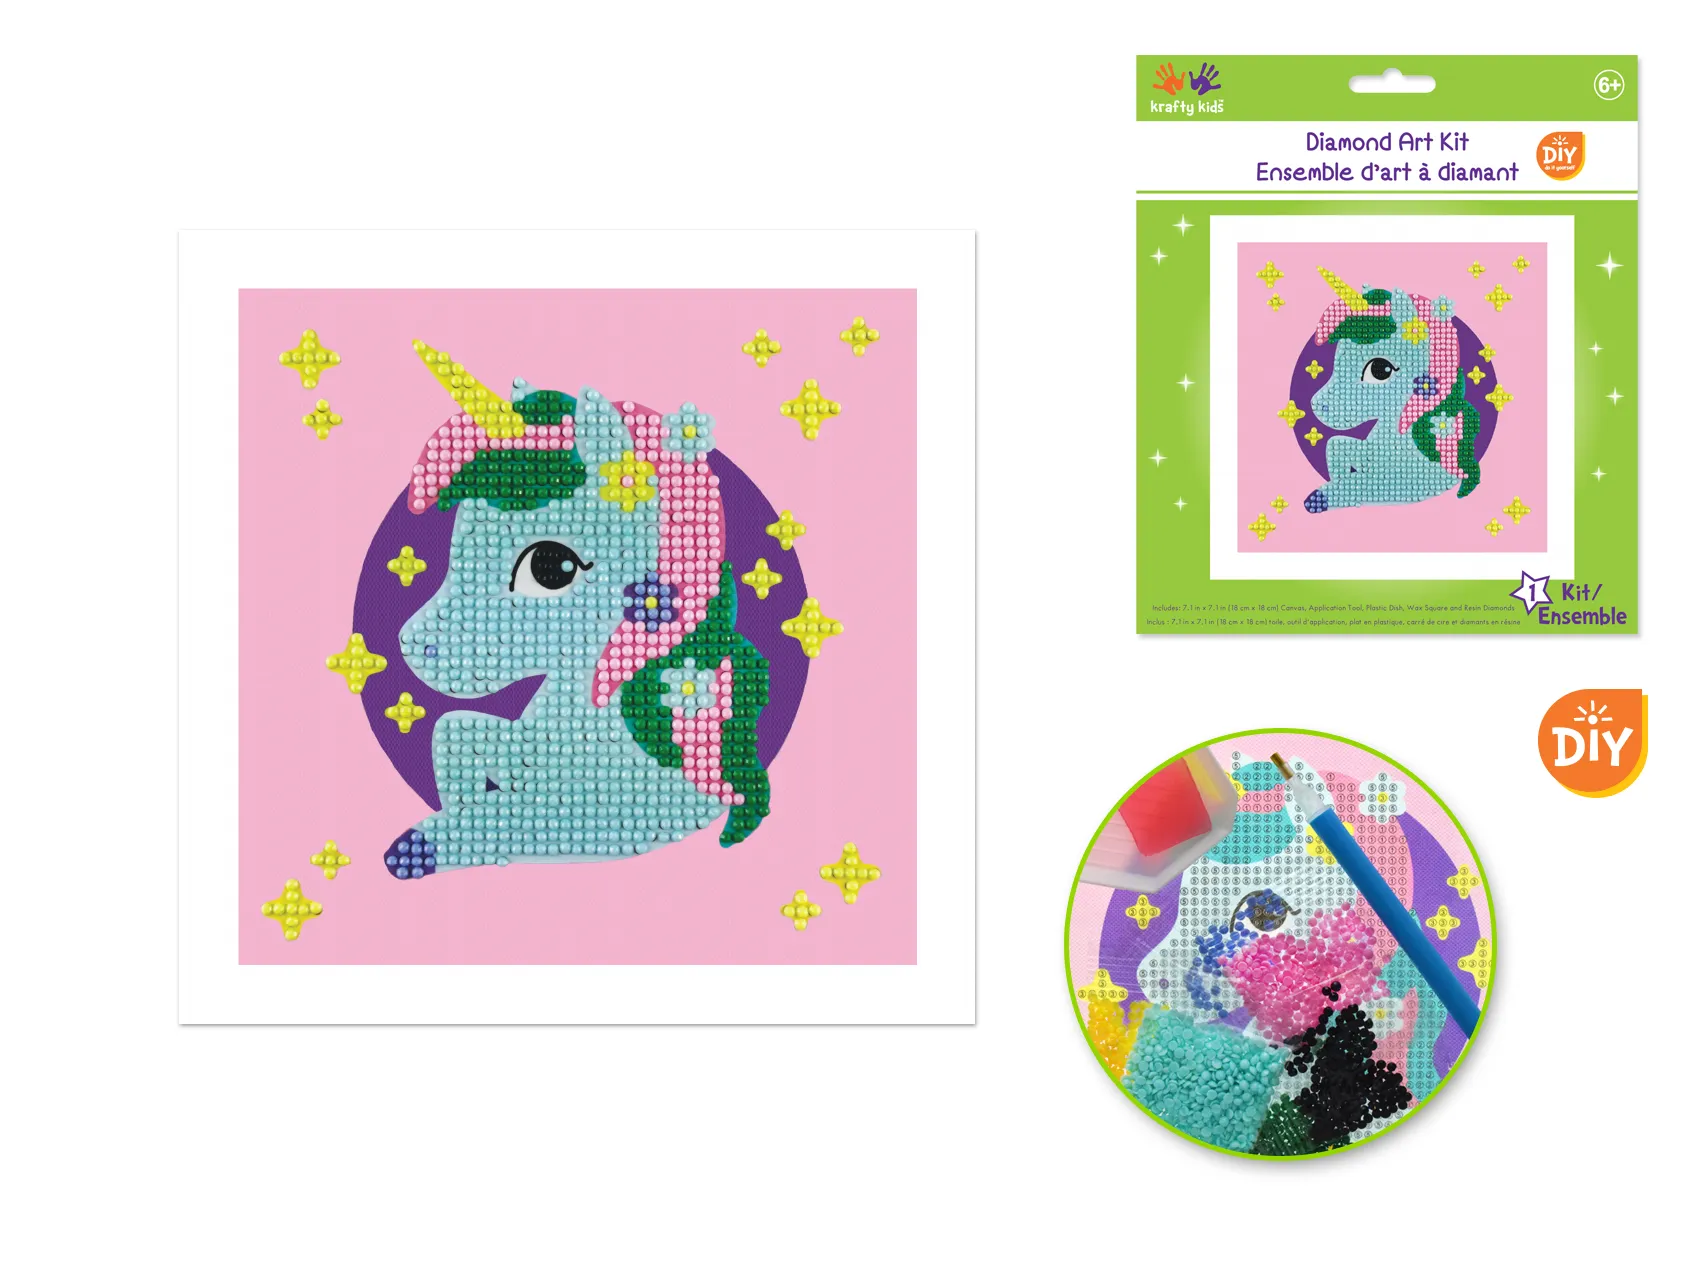 krafty kids™
6+
Diamond Art Kit
Ensemble d'art à diamant
DIY
do it yourself
1 Kit/
Ensemble
Includes: 7.1 in x 7.1 in (18 cm x 18 cm) Canvas, Application Tool, Plastic Dish, Wax Square and Resin Diamonds
Inclus : 7.1 in x 7.1 in (18 cm x 18 cm) toile, outil d'application, plat en plastique, carré de cire et diamants en résine
DIY